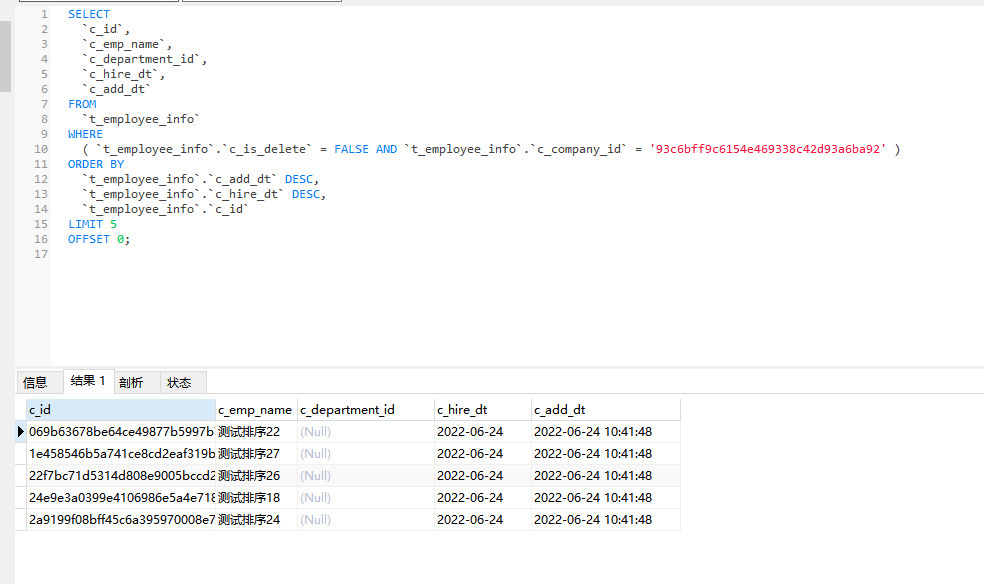 1 SELECT
2 `c_id`,
3 `c_emp_name`,
4 `c_department_id`,
5 `c_hire_dt`,
6 `c_add_dt`
7 FROM
8 `t_employee_info`
9 WHERE
10 ( `t_employee_info`.`c_is_delete` = FALSE AND `t_employee_info`.`c_company_id` = '93c6bff9c6154e469338c42d93a6ba92' )
11 ORDER BY
12 `t_employee_info`.`c_add_dt` DESC,
13 `t_employee_info`.`c_hire_dt` DESC,
14 `t_employee_info`.`c_id`
15 LIMIT 5
16 OFFSET 0;
17
信息 结果 1 剖析 状态
c_id c_emp_name c_department_id c_hire_dt c_add_dt
069b63678be64ce49877b5997b 测试排序22 (Null) 2022-06-24 2022-06-24 10:41:48
1e458546b5a741ce8cd2eaf319b 测试排序27 (Null) 2022-06-24 2022-06-24 10:41:48
22f7bc71d5314d808e9005bccd2 测试排序26 (Null) 2022-06-24 2022-06-24 10:41:48
24e9e3a0399e4106986e5a4e718 测试排序18 (Null) 2022-06-24 2022-06-24 10:41:48
2a9199f08bff45c6a395970008e7 测试排序24 (Null) 2022-06-24 2022-06-24 10:41:48